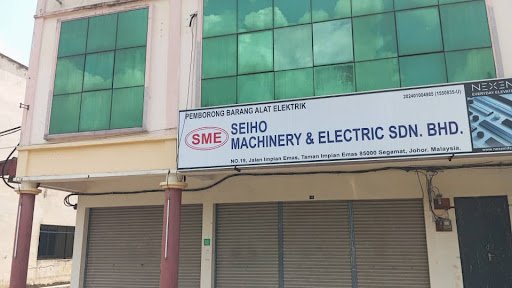 PEMBORONG BARANG ALAT ELEKTRIK
SME
SEIHO
MACHINERY & ELECTRIC SDN. BHD.
NO.19, Jalan Impian Emas, Taman Impian Emas 85000 Segamat, Johor, Malaysia.
NEXEN